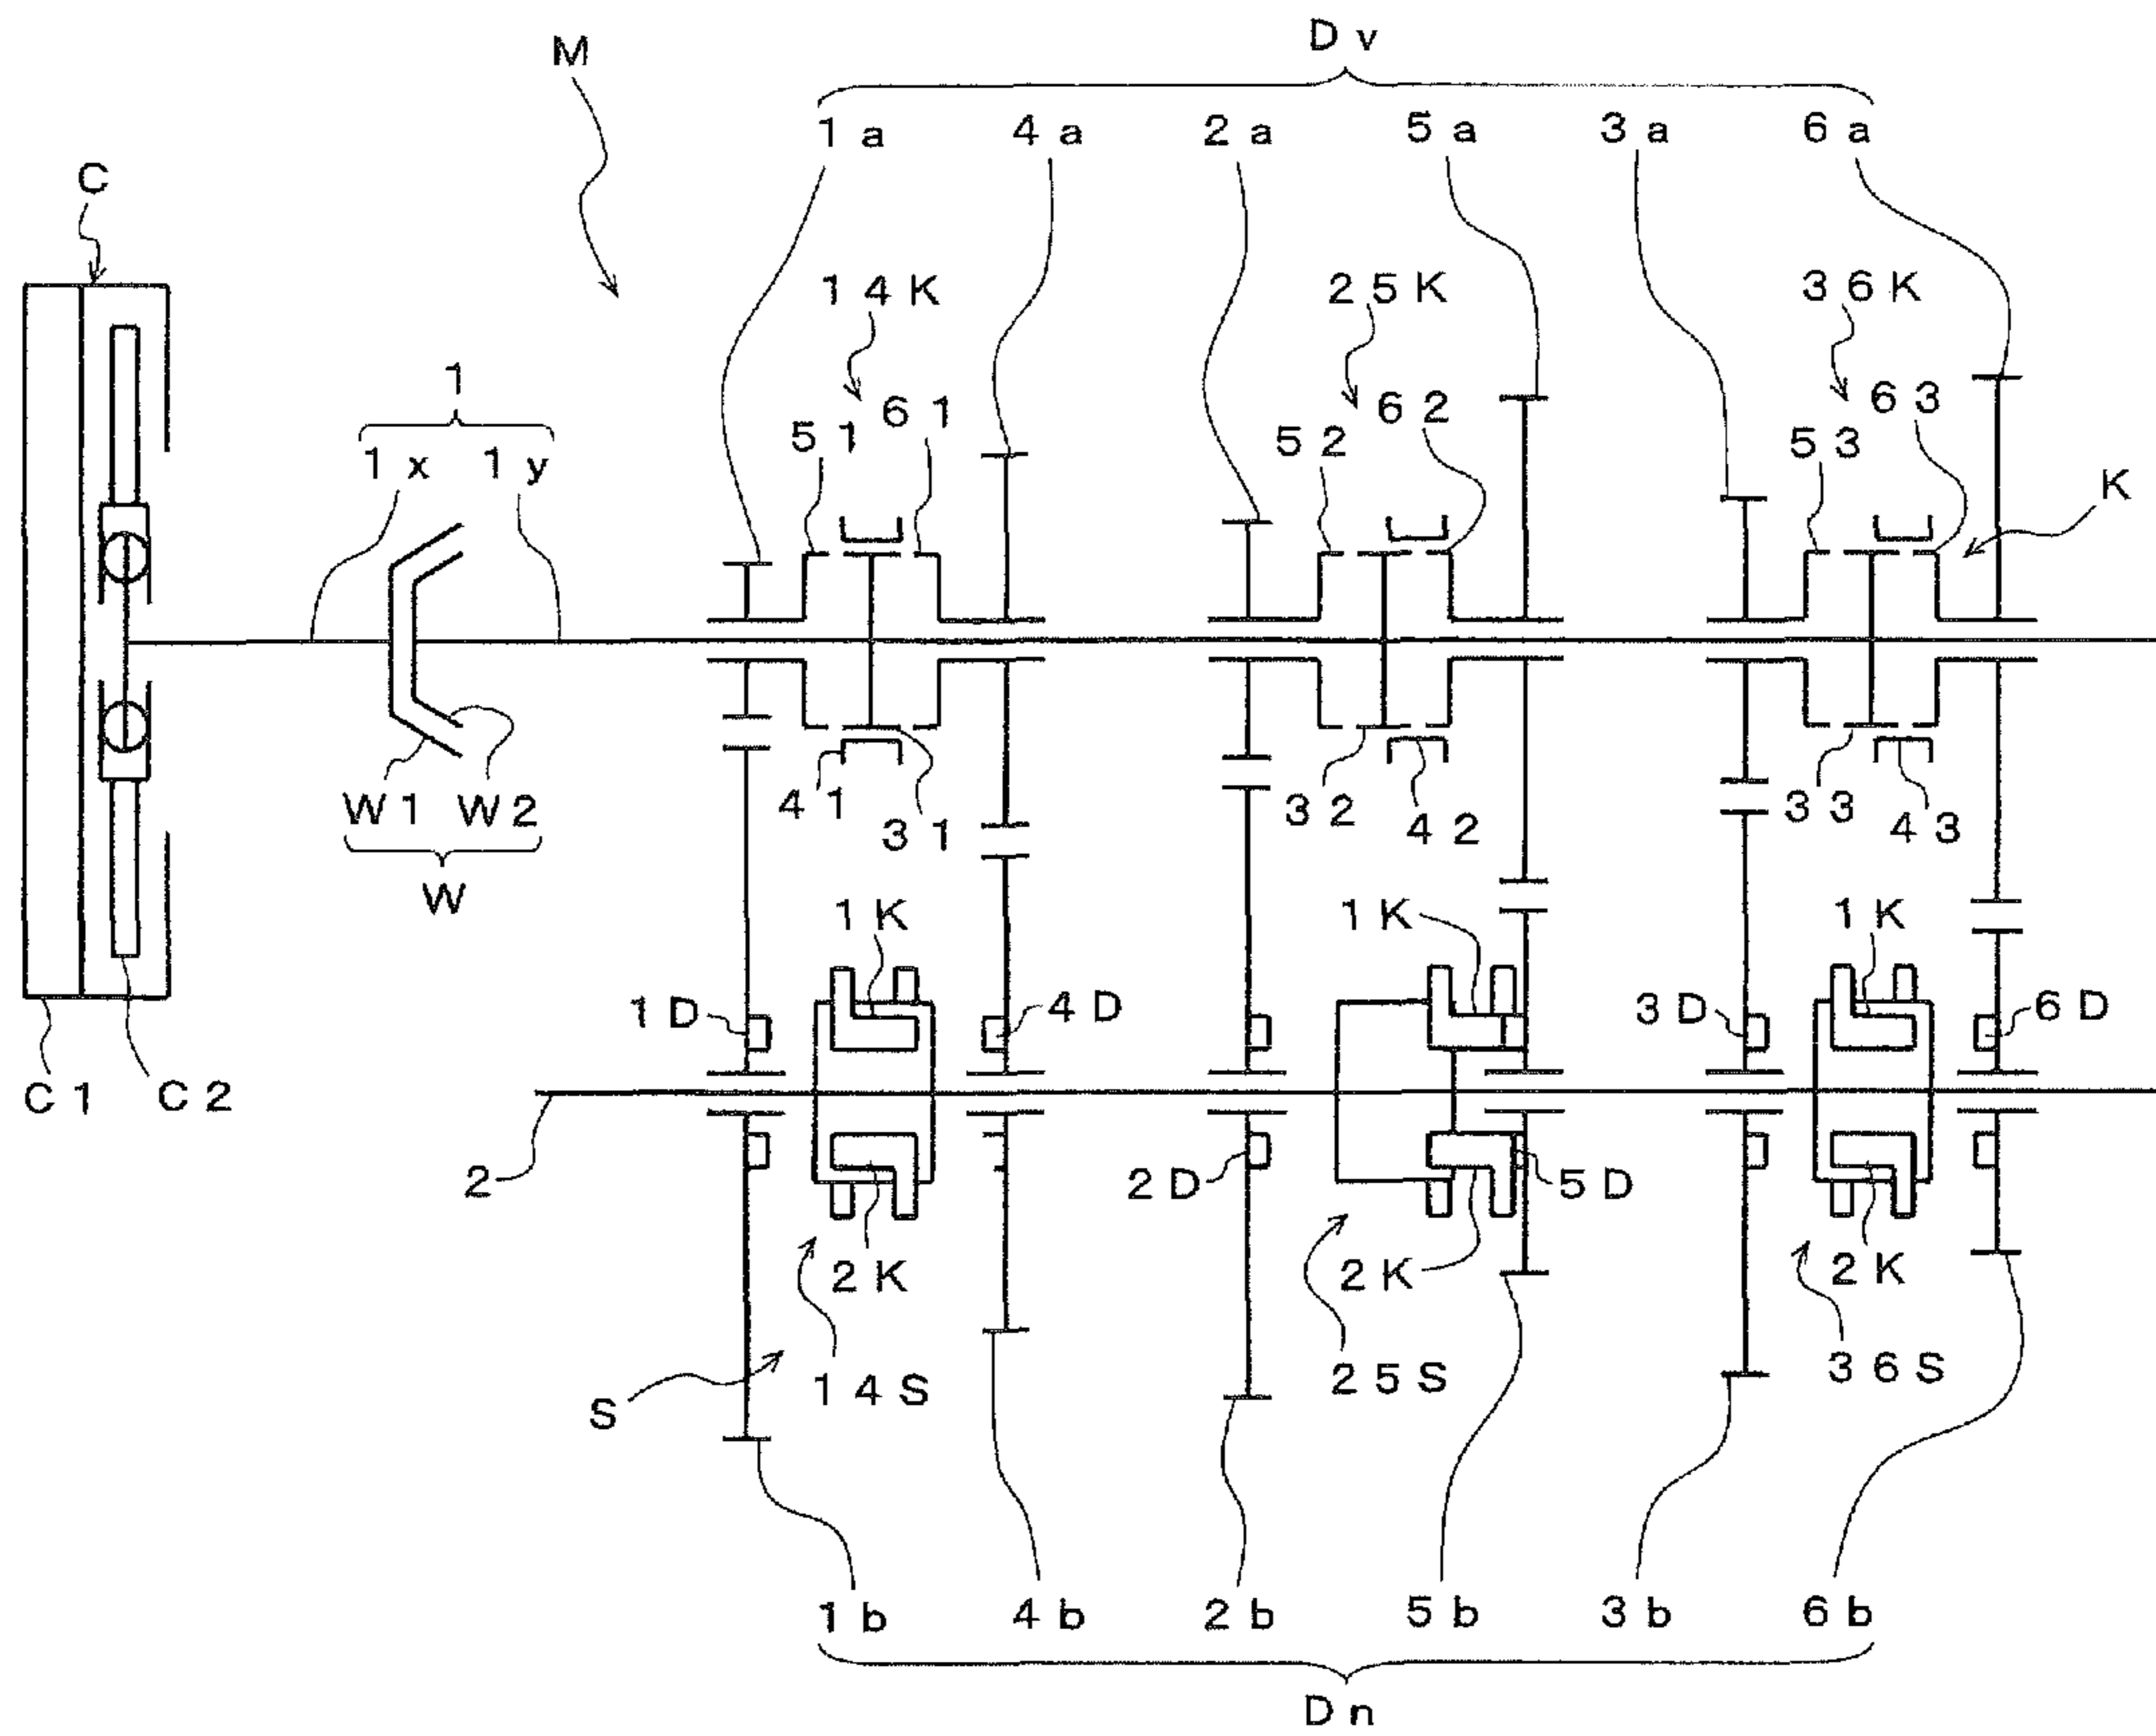 D v
M
1 a 4 a 2 a 5 a 3 a 6 a
C
1 4 K 2 5 K 3 6 K
1
6 1 6 2 6 3
5 1 5 2 5 3
1 x 1 y K
W 1 W 2 4 1 3 2 3 3
3 1 4 2 4 3
W
1 K 1 K 1 K
1 D 4 D 3 D 6 D
C 1 C 2
2 2 D 5 D
2 K 2 K 2 K
S 1 4 S 2 5 S 3 6 S
1 b 4 b 2 b 5 b 3 b 6 b
D n